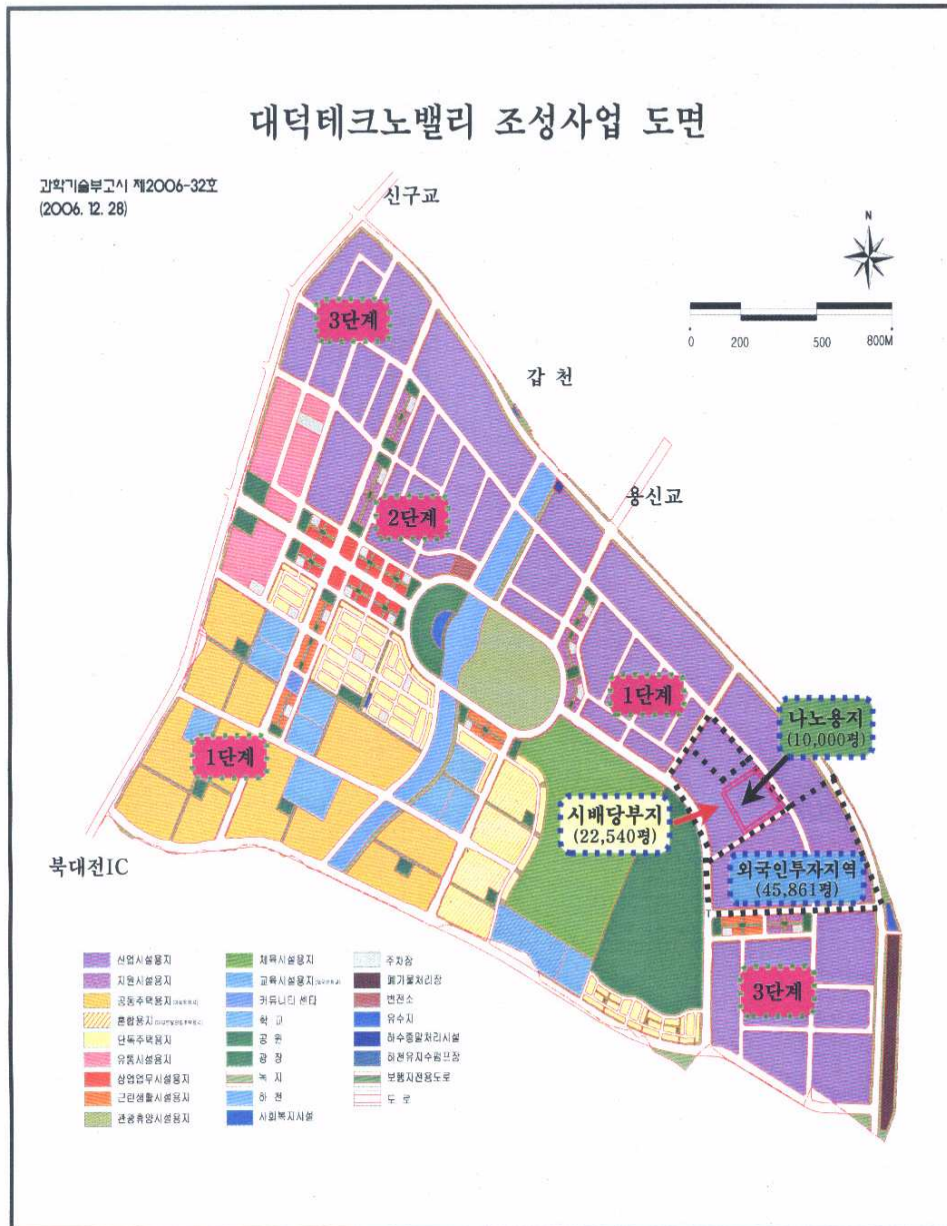 대덕테크노밸리 조성사업 도면
과학기술부고시 제2006-32호
(2006. 12. 28)
신구교
N
0 200 500 800M
3단계
갑 천
용신교
2단계
1단계
나노용지
(10,000평)
1단계
시배당부지
(22,540평)
북대전IC
외국인투자지역
(45,861평)
3단계
산업시설용지
지원시설용지
공동주택용지
혼합용지
단독주택용지
유통시설용지
상업업무시설용지
근린생활시설용지
관광휴양시설용지
체육시설용지
교육시설용지
커뮤니티 센타
학 교
공 원
광 장
녹 지
하 천
사회복지시설
주차장
폐기물처리장
변전소
유수지
하수종말처리시설
하천유지수펌프장
보행자전용도로
도 로